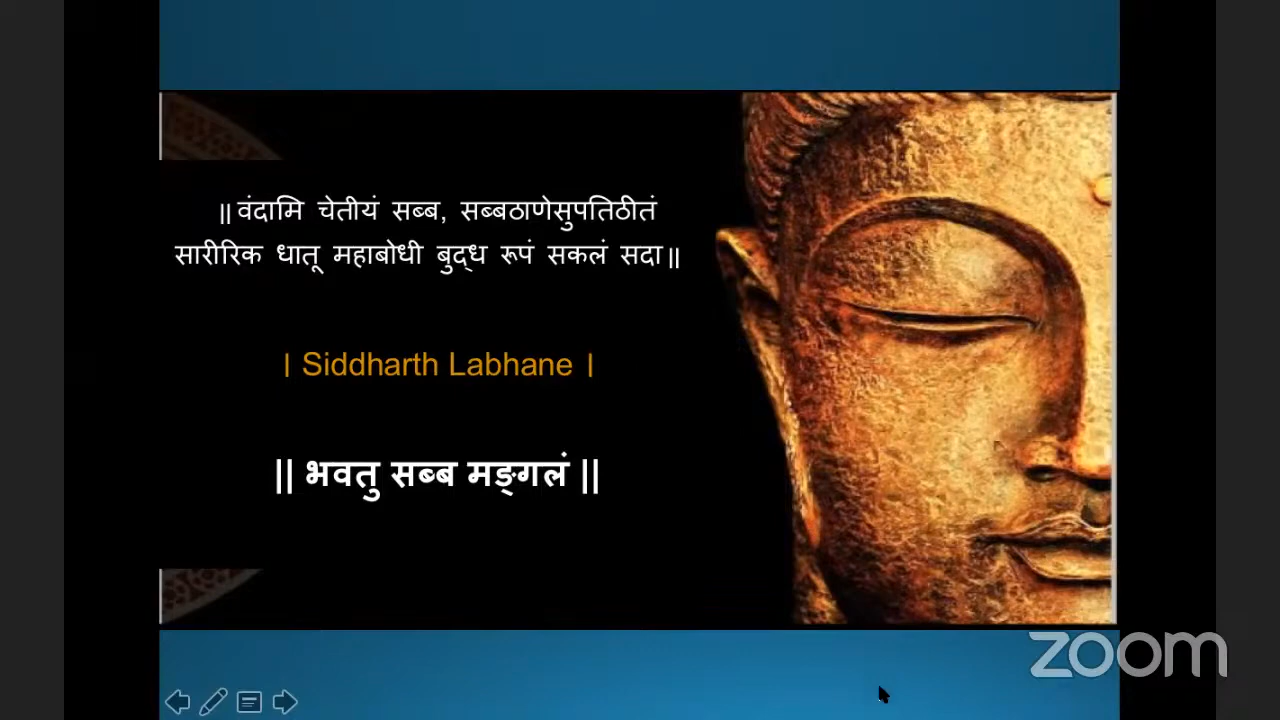 || वंदामि चेतीयं सब्ब, सब्बठाणेसुपतिठीतं
सारीरिक धातू महाबोधी बुद्ध रूपं सकलं सदा ||
| Siddharth Labhane |
|| भवतु सब्ब मङ्गलं ||
zoom